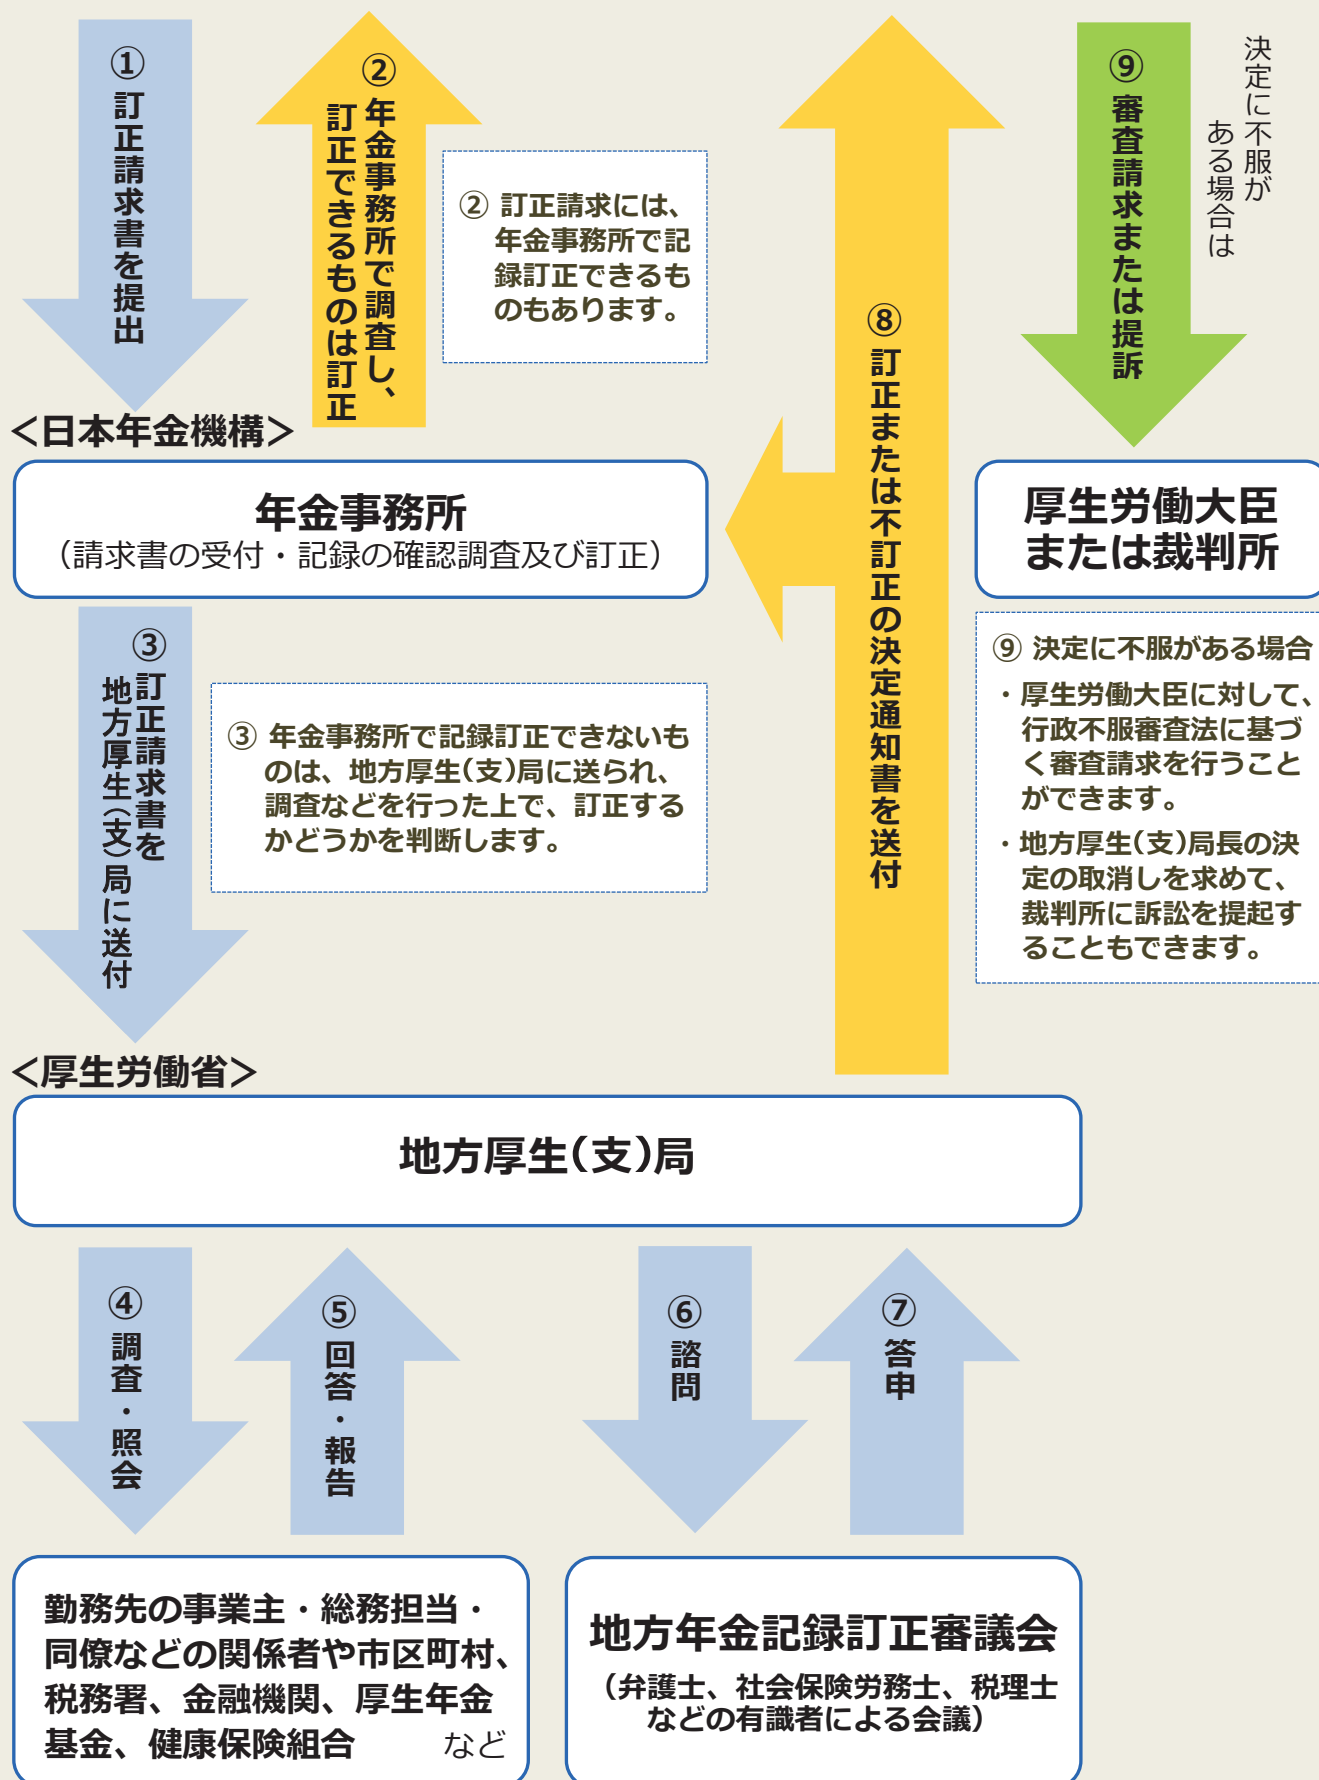 ① 訂正請求書を提出
② 年金事務所で調査し、
訂正できるものは訂正
② 訂正請求には、
年金事務所で記
録訂正できるも
のもあります。
⑧ 訂正または不訂正の決定通知書を送付
決定に不服が
ある場合は
⑨ 審査請求または提訴
<日本年金機構>
年金事務所
（請求書の受付・記録の確認調査及び訂正）
厚生労働大臣
または裁判所
③ 訂正請求書を
地方厚生（支）局に送付
③ 年金事務所で記録訂正できないも
のは、地方厚生（支）局に送られ、
調査などを行った上で、訂正する
かどうかを判断します。
⑨ 決定に不服がある場合
・厚生労働大臣に対して、
行政不服審査法に基づ
く審査請求を行うこと
ができます。
・地方厚生（支）局長の決
定の取消しを求めて、
裁判所に訴訟を提起す
ることもできます。
<厚生労働省>
地方厚生（支）局
④ 調査・照会
⑤ 回答・報告
⑥ 諮問
⑦ 答申
勤務先の事業主・総務担当・
同僚などの関係者や市区町村、
税務署、金融機関、厚生年金
基金、健康保険組合 など
地方年金記録訂正審議会
（弁護士、社会保険労務士、税理士
などの有識者による会議）